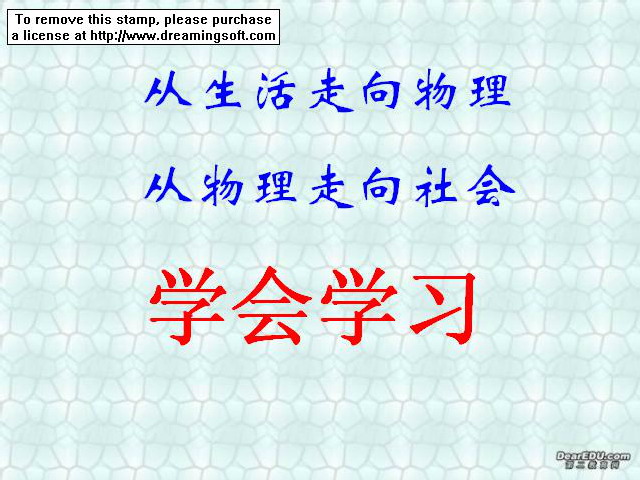 To remove this stamp, please purchase
a license at http://www.dreamingsoft.com
从生活走向物理
从物理走向社会
学会学习
DearEDU.com
第二教育网